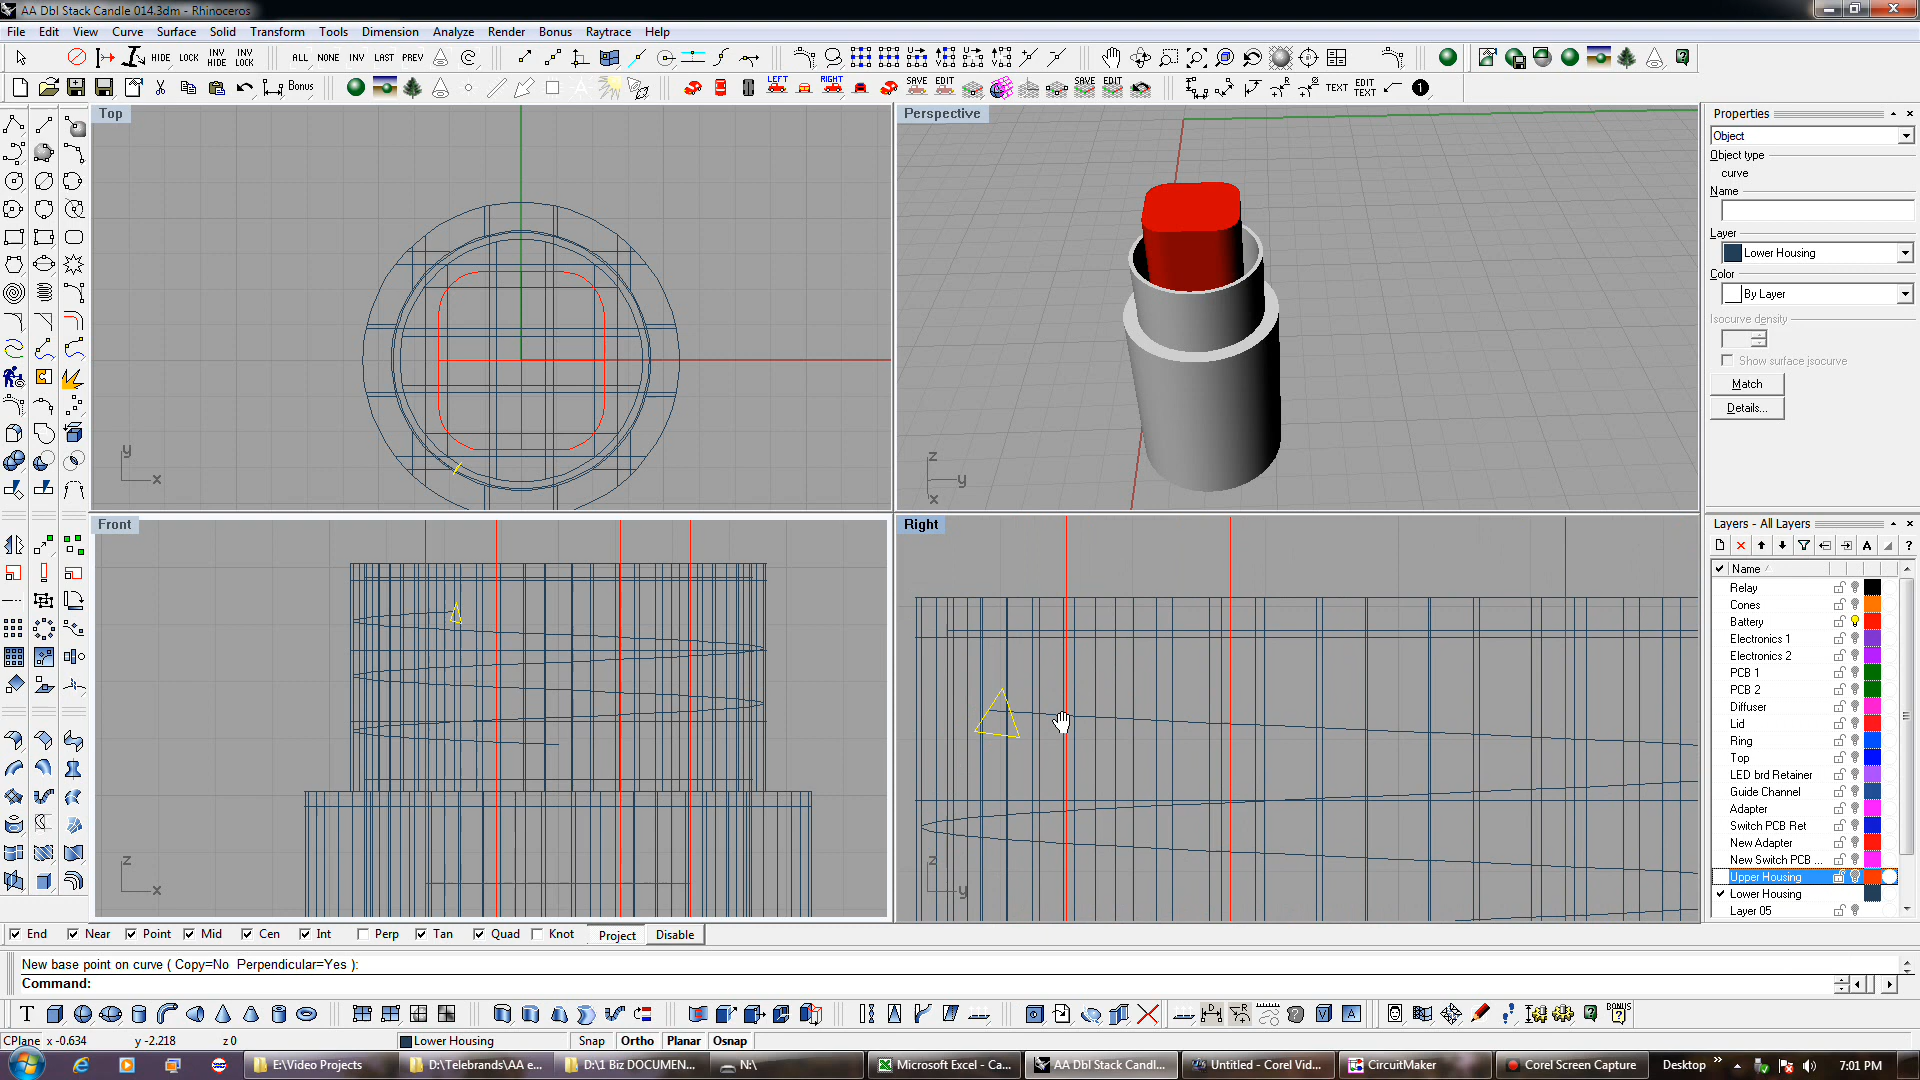 AA Dbl Stack Candle 014.3dm - Rhinoceros
File Edit View Curve Surface Solid Transform Tools Dimension Analyze Render Bonus Raytrace Help
HIDE LOCK INV HIDE INV LOCK ALL NONE INV LAST PREV
Bonus LEFT RIGHT SAVE EDIT SAVE EDIT TEXT EDIT TEXT 1
Top
y
x
Perspective
z
y
x
Front
z
x
Right
z
y
Properties
Object
Object type
curve
Name
Layer
Lower Housing
Color
By Layer
Isocurve density
Show surface isocurve
Match
Details...
Layers - All Layers
A ?
Name
Relay
Cones
Battery
Electronics 1
Electronics 2
PCB 1
PCB 2
Diffuser
Lid
Ring
Top
LED brd Retainer
Guide Channel
Adapter
Switch PCB Ret
New Adapter
New Switch PCB ...
Upper Housing
Lower Housing
Layer 05
End Near Point Mid Cen Int Perp Tan Quad Knot Project Disable
New base point on curve ( Copy=No Perpendicular=Yes ):
Command:
BONUS
CPlane x -0.634 y -2.218 z 0 Lower Housing Snap Ortho Planar Osnap
E:\Video Projects D:\Telebrands\AA e... D:\1 Biz DOCUMEN... N:\ Microsoft Excel - Ca... AA Dbl Stack Candl... Untitled - Corel Vid... CircuitMaker Corel Screen Capture Desktop 7:01 PM